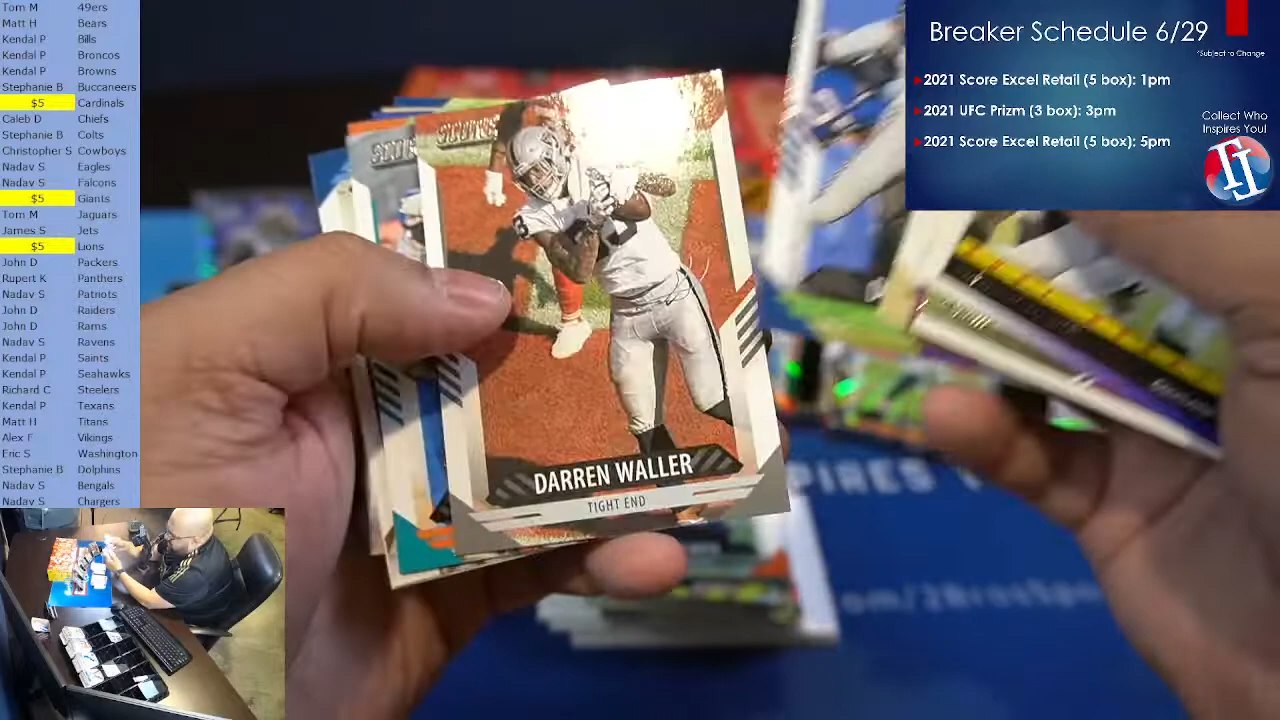 Tom M 49ers
Matt H Bears
Kendal P Bills
Kendal P Broncos
Kendal P Browns
Stephanie B Buccaneers
$5 Cardinals
Caleb D Chiefs
Stephanie B Colts
Christopher S Cowboys
Nadav S Eagles
Nadav S Falcons
$5 Giants
Tom M Jaguars
James S Jets
$5 Lions
John D Packers
Rupert K Panthers
Nadav S Patriots
John D Raiders
John D Rams
Nadav S Ravens
Kendal P Saints
Kendal P Seahawks
Richard C Steelers
Kendal P Texans
Matt H Titans
Alex F Vikings
Eric S Washington
Stephanie B Dolphins
Nadav S Bengals
Nadav S Chargers
Breaker Schedule 6/29
*Subject to Change
2021 Score Excel Retail (5 box): 1pm
2021 UFC Prizm (3 box): 3pm
2021 Score Excel Retail (5 box): 5pm
Collect Who
Inspires You!
SCORE
DARREN WALLER
TIGHT END